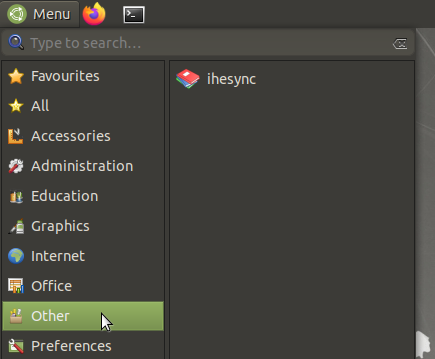 Menu
Type to search...
Favourites
All
Accessories
Administration
Education
Graphics
Internet
Office
Other
Preferences
ihesync